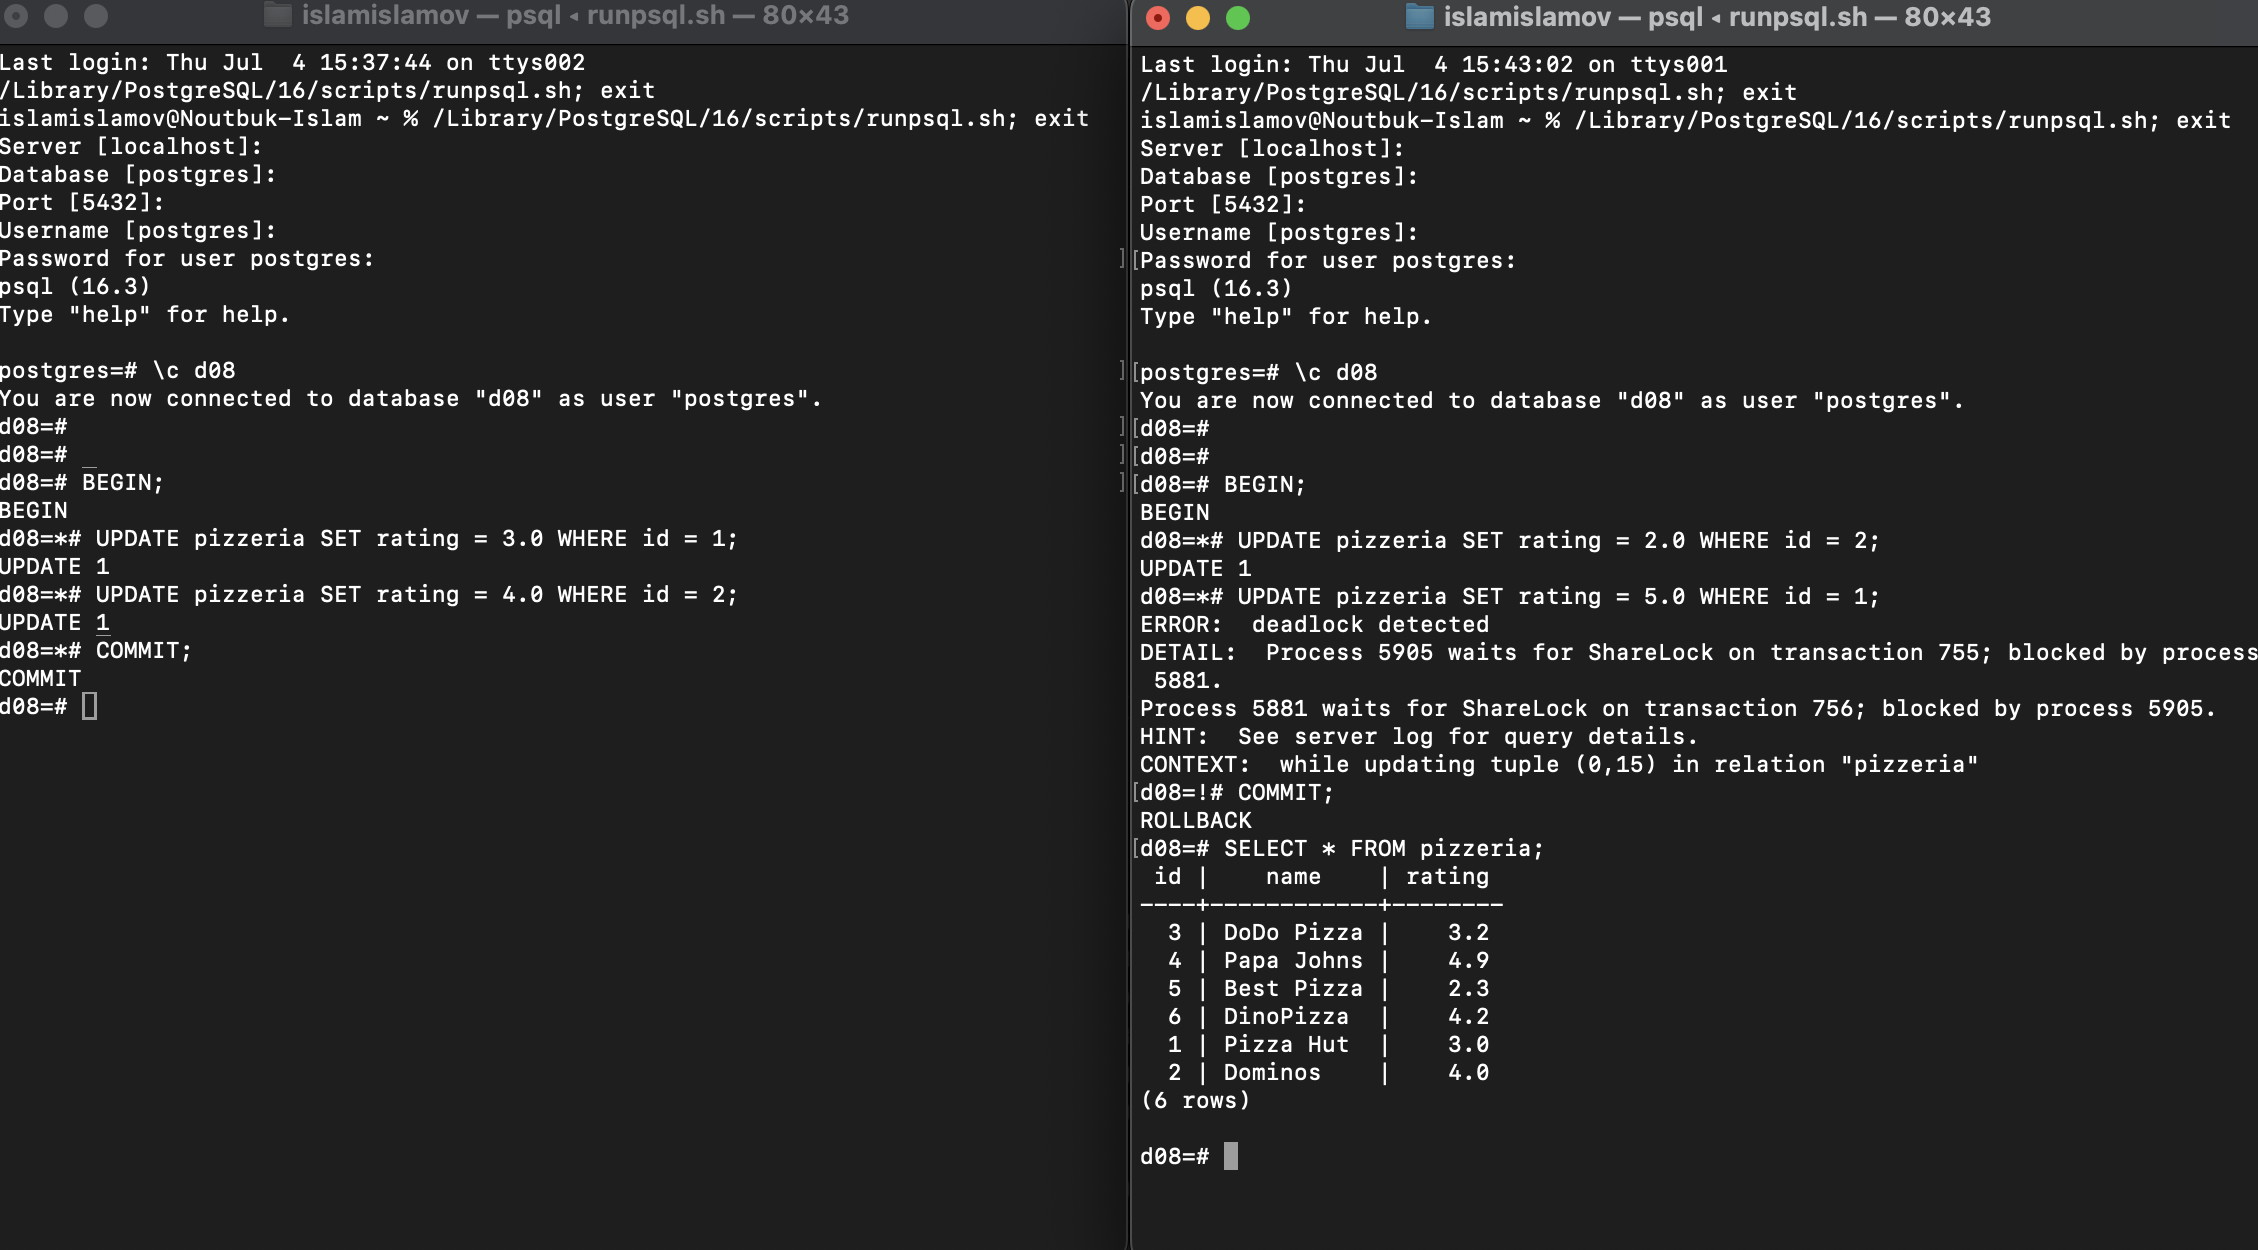 islamislamov — psql ◂ runpsql.sh — 80×43
Last login: Thu Jul  4 15:37:44 on ttys002
/Library/PostgreSQL/16/scripts/runpsql.sh; exit
islamislamov@Noutbuk-Islam ~ % /Library/PostgreSQL/16/scripts/runpsql.sh; exit
Server [localhost]:
Database [postgres]:
Port [5432]:
Username [postgres]:
Password for user postgres:
psql (16.3)
Type "help" for help.
postgres=# \c d08
You are now connected to database "d08" as user "postgres".
d08=#
d08=# _
d08=# BEGIN;
BEGIN
d08=*# UPDATE pizzeria SET rating = 3.0 WHERE id = 1;
UPDATE 1
d08=*# UPDATE pizzeria SET rating = 4.0 WHERE id = 2;
UPDATE 1
d08=*# COMMIT;
COMMIT
d08=#
islamislamov — psql ◂ runpsql.sh — 80×43
Last login: Thu Jul  4 15:43:02 on ttys001
/Library/PostgreSQL/16/scripts/runpsql.sh; exit
islamislamov@Noutbuk-Islam ~ % /Library/PostgreSQL/16/scripts/runpsql.sh; exit
Server [localhost]:
Database [postgres]:
Port [5432]:
Username [postgres]:
[Password for user postgres:
psql (16.3)
Type "help" for help.
[postgres=# \c d08
You are now connected to database "d08" as user "postgres".
[d08=#
[d08=#
[d08=# BEGIN;
BEGIN
d08=*# UPDATE pizzeria SET rating = 2.0 WHERE id = 2;
UPDATE 1
d08=*# UPDATE pizzeria SET rating = 5.0 WHERE id = 1;
ERROR:  deadlock detected
DETAIL:  Process 5905 waits for ShareLock on transaction 755; blocked by process
 5881.
Process 5881 waits for ShareLock on transaction 756; blocked by process 5905.
HINT:  See server log for query details.
CONTEXT:  while updating tuple (0,15) in relation "pizzeria"
[d08=!# COMMIT;
ROLLBACK
[d08=# SELECT * FROM pizzeria;
 id |    name    | rating
----+------------+--------
  3 | DoDo Pizza |    3.2
  4 | Papa Johns |    4.9
  5 | Best Pizza |    2.3
  6 | DinoPizza  |    4.2
  1 | Pizza Hut  |    3.0
  2 | Dominos    |    4.0
(6 rows)
d08=#